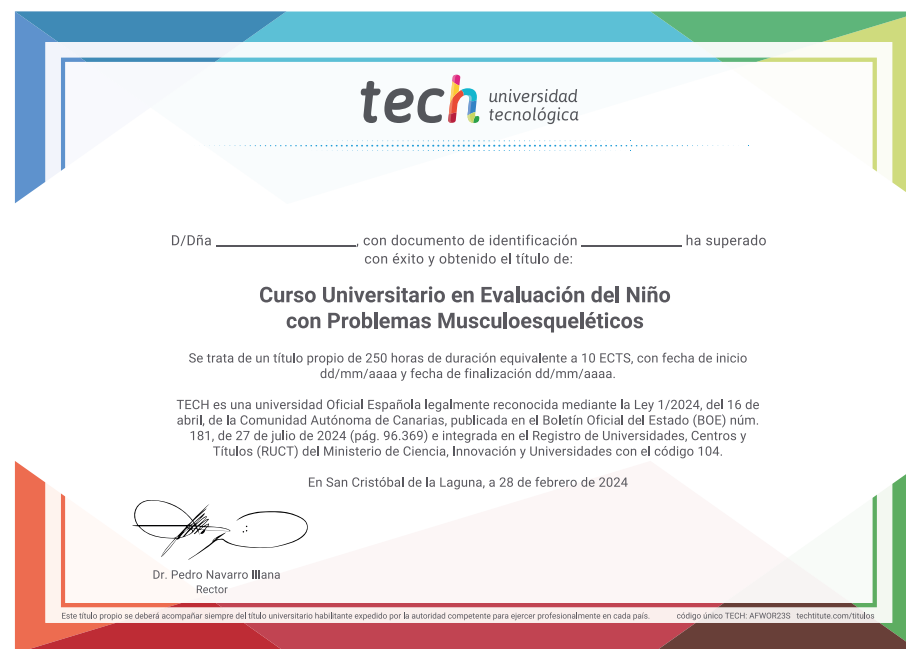 tech universidad
tecnológica
D/Dña ____________________, con documento de identificación ______________ ha superado
con éxito y obtenido el título de:
Curso Universitario en Evaluación del Niño
con Problemas Musculoesqueléticos
Se trata de un título propio de 250 horas de duración equivalente a 10 ECTS, con fecha de inicio
dd/mm/aaaa y fecha de finalización dd/mm/aaaa.
TECH es una universidad Oficial Española legalmente reconocida mediante la Ley 1/2024, del 16 de
abril, de la Comunidad Autónoma de Canarias, publicada en el Boletín Oficial del Estado (BOE) núm.
181, de 27 de julio de 2024 (pág. 96.369) e integrada en el Registro de Universidades, Centros y
Títulos (RUCT) del Ministerio de Ciencia, Innovación y Universidades con el código 104.
En San Cristóbal de la Laguna, a 28 de febrero de 2024
Dr. Pedro Navarro Illana
Rector
Este título propio se deberá acompañar siempre del título universitario habilitante expedido por la autoridad competente para ejercer profesionalmente en cada país. código único TECH: AFWOR23S techtitute.com/titulos